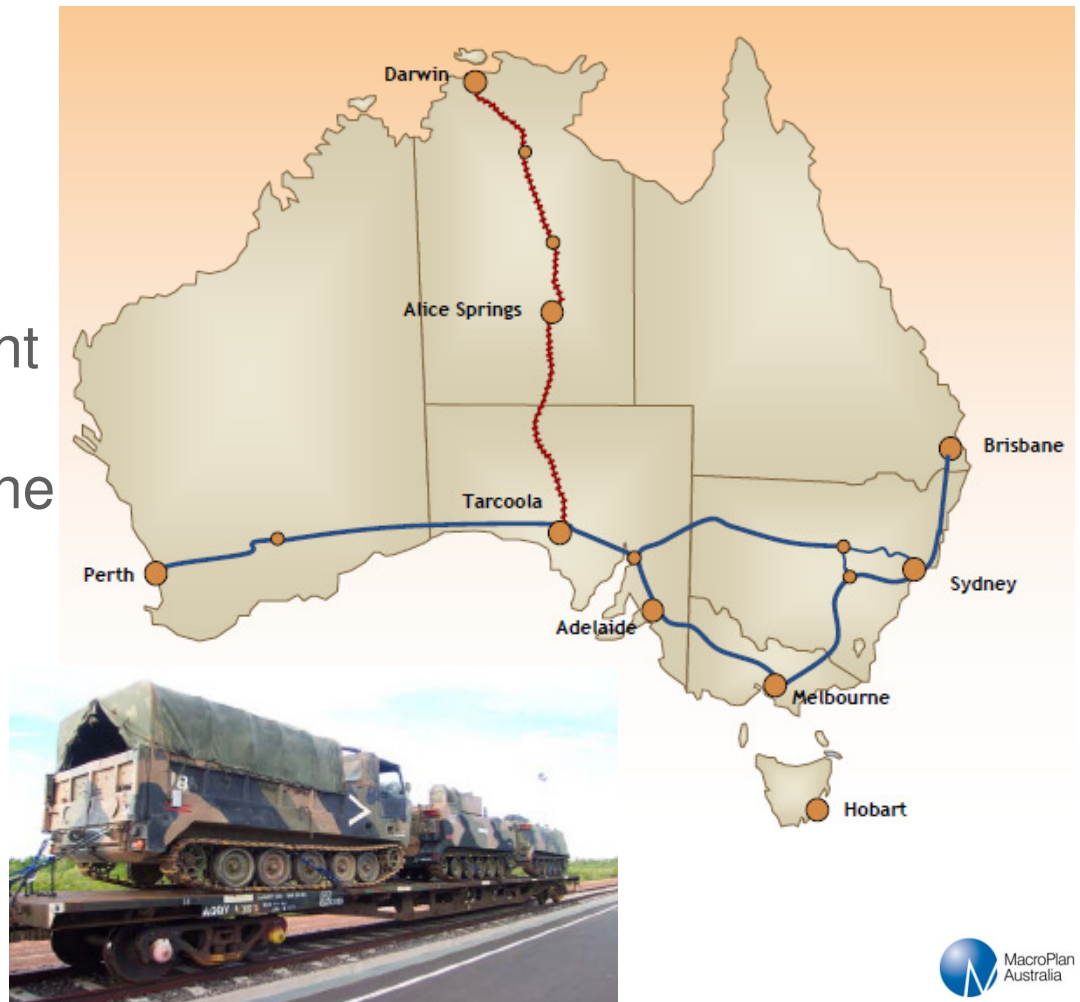 Darwin
Alice Springs
nt
ne
Brisbane
Tarcoola
Perth
Sydney
Adelaide
Melbourne
Hobart
MacroPlan
Australia